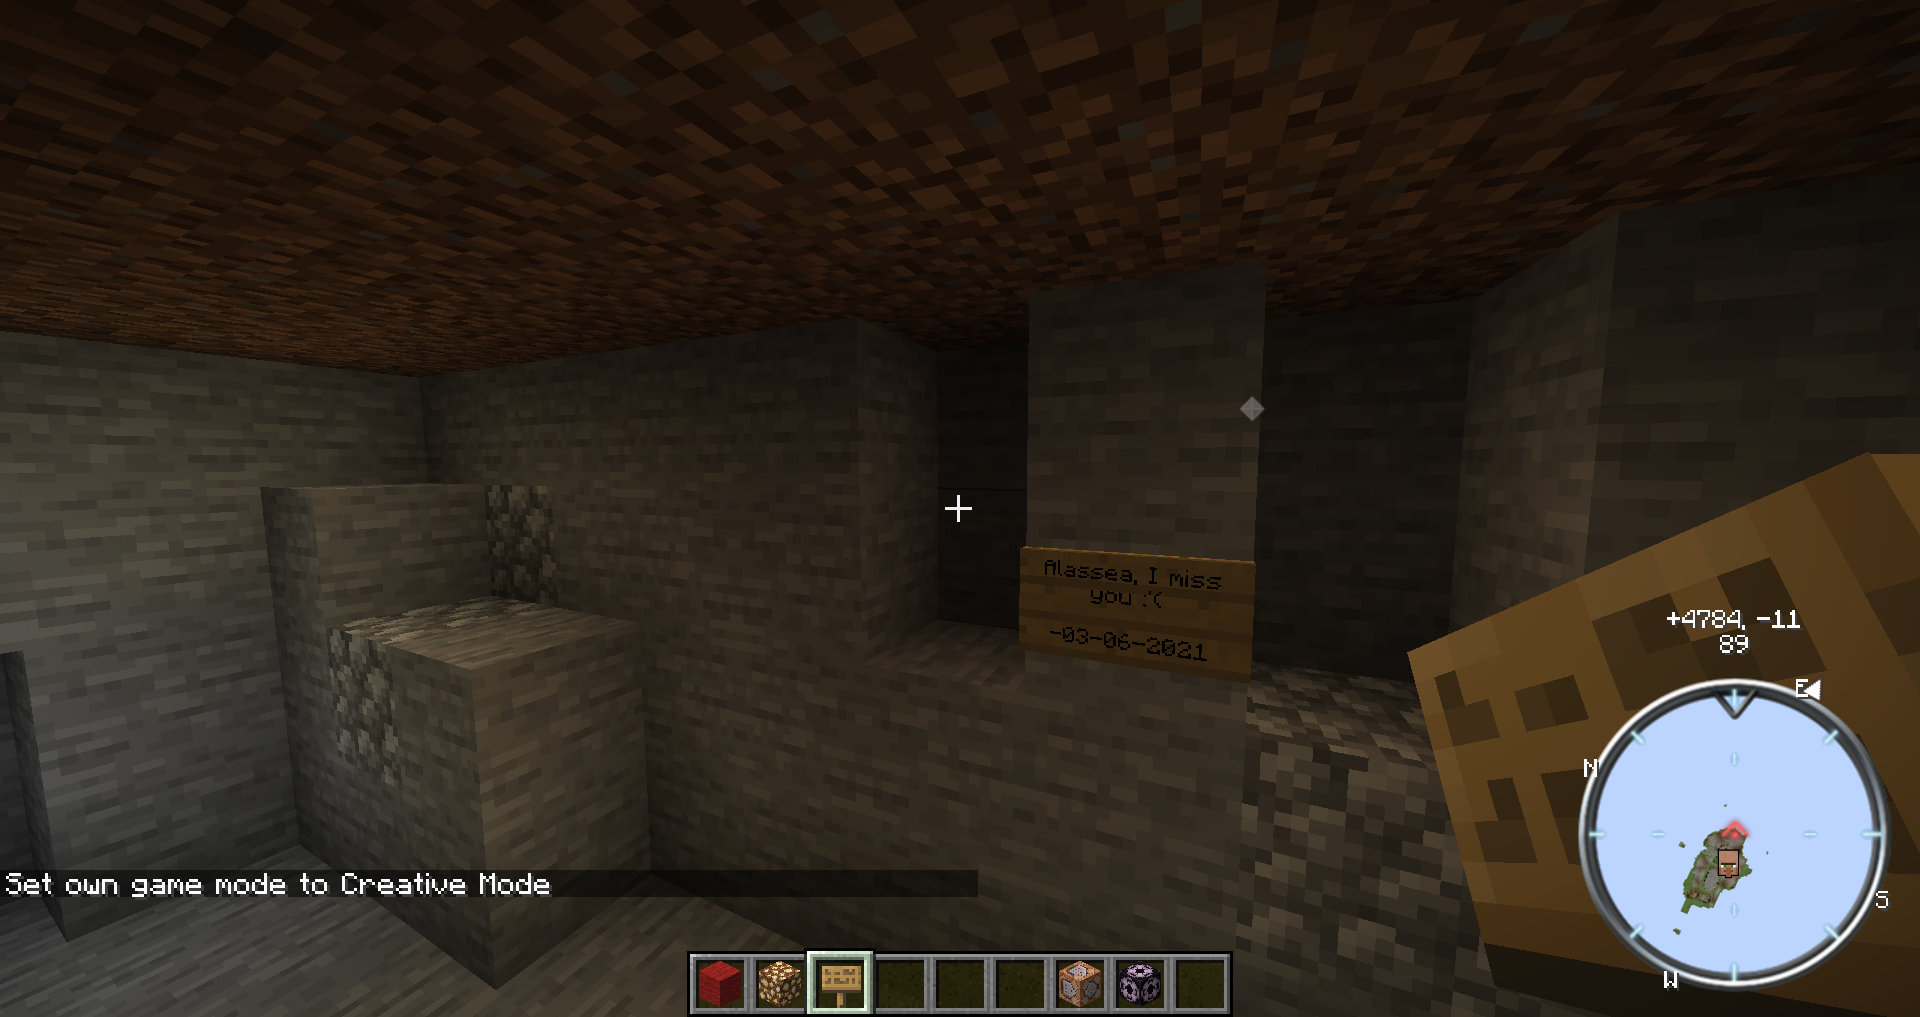 Alassea, I miss
you :'(
-03-06-2021
+4784, -11
89
E
N
S
W
Set own game mode to Creative Mode